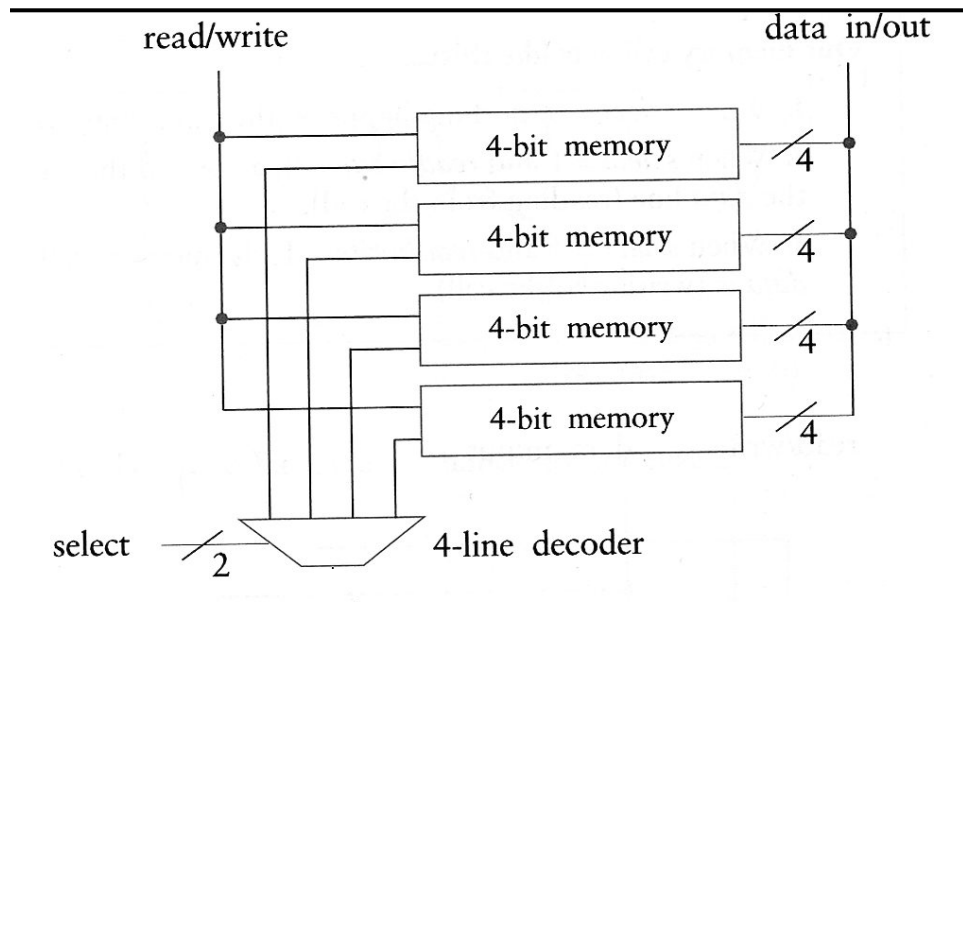 read/write
data in/out
4-bit memory
4
4-bit memory
4
4-bit memory
4
4-bit memory
4
select
2
4-line decoder